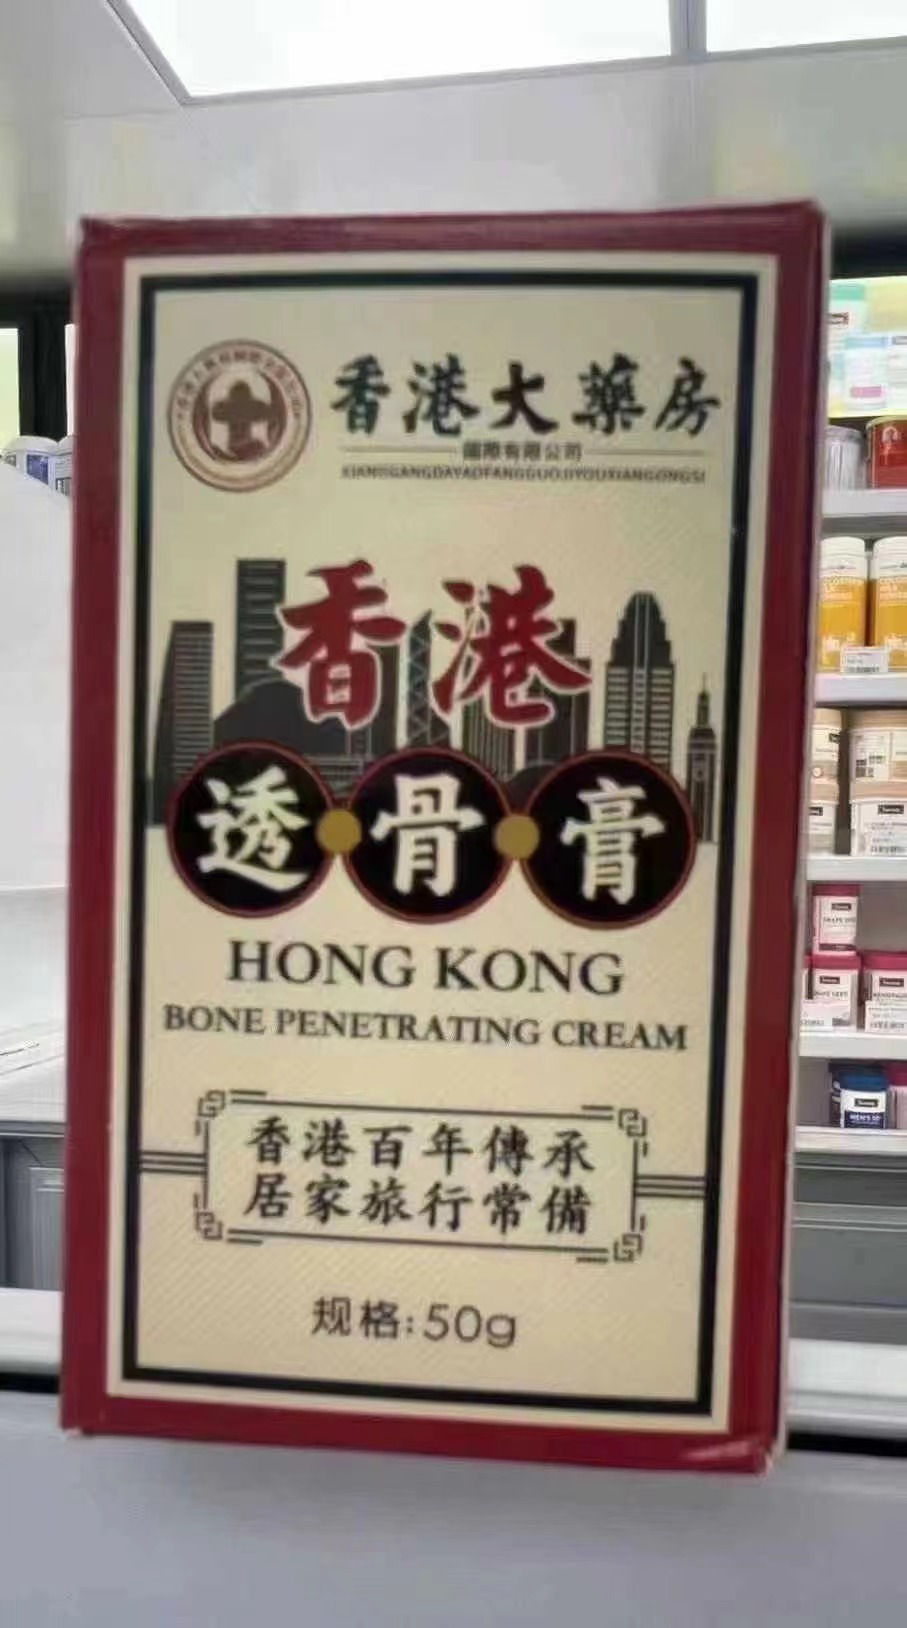 香港大藥房
國際有限公司
XIANGGANGDAYAOFANGGUOJIYOUXIANGONGSI
香港
透骨膏
HONG KONG
BONE PENETRATING CREAM
香港百年傳承
居家旅行常備
规格:50g